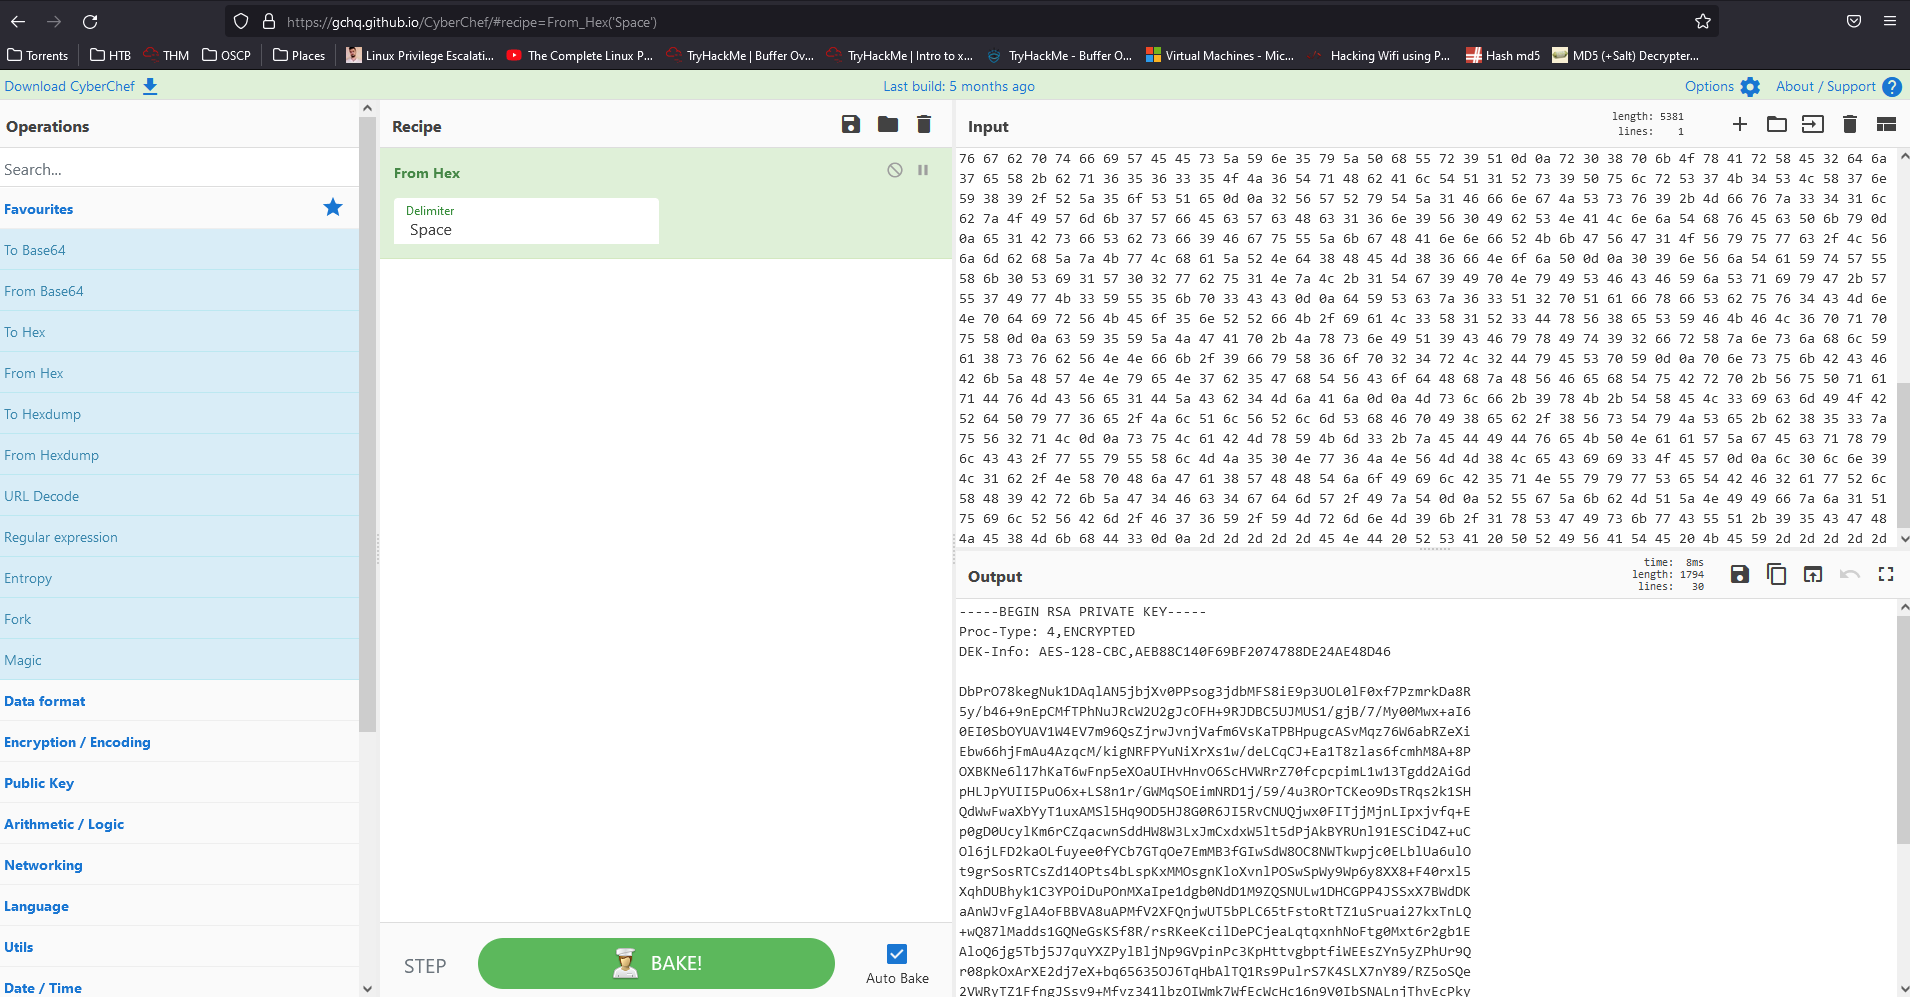 https://gchq.github.io/CyberChef/#recipe=From_Hex('Space')
Torrents HTB THM OSCP Places Linux Privilege Escalati... The Complete Linux P... TryHackMe | Buffer Ov... TryHackMe | Intro to x... TryHackMe - Buffer O... Virtual Machines - Mic... Hacking Wifi using P... Hash md5 MD5 (+Salt) Decrypter...
Download CyberChef Last build: 5 months ago Options About / Support
Operations
Search...
Favourites
To Base64
From Base64
To Hex
From Hex
To Hexdump
From Hexdump
URL Decode
Regular expression
Entropy
Fork
Magic
Data format
Encryption / Encoding
Public Key
Arithmetic / Logic
Networking
Language
Utils
Date / Time
Recipe
From Hex
Delimiter
Space
STEP
BAKE!
Auto Bake
Input
length: 5381
lines: 1
76 67 62 70 74 66 69 57 45 45 73 5a 59 6e 35 79 5a 50 68 55 72 39 51 0d 0a 72 30 38 70 6b 4f 78 41 72 58 45 32 64 6a
37 65 58 2b 62 71 36 35 36 33 35 4f 4a 36 54 71 48 62 41 6c 54 51 31 52 73 39 50 75 6c 72 53 37 4b 34 53 4c 58 37 6e
59 38 39 2f 52 5a 35 6f 53 51 65 0d 0a 32 56 57 52 79 54 5a 31 46 66 6e 67 4a 53 73 76 39 2b 4d 66 76 7a 33 34 31 6c
62 7a 4f 49 57 6d 6b 37 57 66 45 63 57 63 48 63 31 36 6e 39 56 30 49 62 53 4e 41 4c 6e 6a 54 68 76 45 63 50 6b 79 0d
0a 65 31 42 73 66 53 62 73 66 39 46 67 75 55 5a 6b 67 48 41 6e 6e 66 52 4b 6b 47 56 47 31 4f 56 79 75 77 63 2f 4c 56
6a 6d 62 68 5a 7a 4b 77 4c 68 61 5a 52 4e 64 38 48 45 4d 38 36 66 4e 6f 6a 50 0d 0a 30 39 6e 56 6a 54 61 59 74 57 55
58 6b 30 53 69 31 57 30 32 77 62 75 31 4e 7a 4c 2b 31 54 67 39 49 70 4e 79 49 53 46 43 46 59 6a 53 71 69 79 47 2b 57
55 37 49 77 4b 33 59 55 35 6b 70 33 43 43 0d 0a 64 59 53 63 7a 36 33 51 32 70 51 61 66 78 66 53 62 75 76 34 43 4d 6e
4e 70 64 69 72 56 4b 45 6f 35 6e 52 52 66 4b 2f 69 61 4c 33 58 31 52 33 44 78 56 38 65 53 59 46 4b 46 4c 36 70 71 70
75 58 0d 0a 63 59 35 59 5a 4a 47 41 70 2b 4a 78 73 6e 49 51 39 43 46 79 78 49 74 39 32 66 72 58 7a 6e 73 6a 68 6c 59
61 38 73 76 62 56 4e 4e 66 6b 2f 39 66 79 58 36 6f 70 32 34 72 4c 32 44 79 45 53 70 59 0d 0a 70 6e 73 75 6b 42 43 46
42 6b 5a 48 57 4e 4e 79 65 4e 37 62 35 47 68 54 56 43 6f 64 48 68 7a 48 56 46 65 68 54 75 42 72 70 2b 56 75 50 71 61
71 44 76 4d 43 56 65 31 44 5a 43 62 34 4d 6a 41 6a 0d 0a 4d 73 6c 66 2b 39 78 4b 2b 54 58 45 4c 33 69 63 6d 49 4f 42
52 64 50 79 77 36 65 2f 4a 6c 51 6c 56 52 6c 6d 53 68 46 70 49 38 65 62 2f 38 56 73 54 79 4a 53 65 2b 62 38 35 33 7a
75 56 32 71 4c 0d 0a 73 75 4c 61 42 4d 78 59 4b 6d 33 2b 7a 45 44 49 44 76 65 4b 50 4e 61 61 57 5a 67 45 63 71 78 79
6c 43 43 2f 77 55 79 55 58 6c 4d 4a 35 30 4e 77 36 4a 4e 56 4d 4d 38 4c 65 43 69 69 33 4f 45 57 0d 0a 6c 30 6c 6e 39
4c 31 62 2f 4e 58 70 48 6a 47 61 38 57 48 48 54 6a 6f 49 69 6c 42 35 71 4e 55 79 79 77 53 65 54 42 46 32 61 77 52 6c
58 48 39 42 72 6b 5a 47 34 46 63 34 67 64 6d 57 2f 49 7a 54 0d 0a 52 55 67 5a 6b 62 4d 51 5a 4e 49 49 66 7a 6a 31 51
75 69 6c 52 56 42 6d 2f 46 37 36 59 2f 59 4d 72 6d 6e 4d 39 6b 2f 31 78 53 47 49 73 6b 77 43 55 51 2b 39 35 43 47 48
4a 45 38 4d 6b 68 44 33 0d 0a 2d 2d 2d 2d 2d 45 4e 44 20 52 53 41 20 50 52 49 56 41 54 45 20 4b 45 59 2d 2d 2d 2d 2d
Output
time: 8ms
length: 1794
lines: 30
-----BEGIN RSA PRIVATE KEY-----
Proc-Type: 4,ENCRYPTED
DEK-Info: AES-128-CBC,AEB88C140F69BF2074788DE24AE48D46

DbPrO78kegNuk1DAqlAN5jbjXv0PPsog3jdbMFS8iE9p3UOL0lF0xf7PzmrkDa8R
5y/b46+9nEpCMfTPhNuJRcW2U2gJcOFH+9RJDBC5UJMUS1/gjB/7/My00Mwx+aI6
0EI0SbOYUAV1W4EV7m96QsZjrwJvnjVafm6VsKaTPBHpugcASvMqz76W6abRZeXi
Ebw66hjFmAu4AzqcM/kigNRFPYuNiXrXs1w/deLCqCJ+Ea1T8zlas6fcmhM8A+8P
OXBKNe6l17hKaT6wFnp5eXOaUIHvHnvO6ScHVWRrZ70fcpcpimL1w13Tgdd2AiGd
pHLJpYUII5PuO6x+LS8n1r/GWMqSOEimNRD1j/59/4u3ROrTCKeo9DsTRqs2k1SH
QdWwFwaXbYyT1uxAMSl5Hq9OD5HJ8G0R6JI5RvCNUQjwx0FITjjMjnLIpxjvfq+E
p0gD0UcylKm6rCZqacwnSddHW8W3LxJmCxdxW5lt5dPjAkBYRUnl91ESCiD4Z+uC
Ol6jLFD2kaOLfuyee0fYCb7GTqOe7EmMB3fGIwSdW8OC8NWTkwpjc0ELblUa6ulO
t9grSosRTCsZd14OPts4bLspKxMMOsgnKloXvnlPOSwSpWy9Wp6y8XX8+F40rxl5
XqhDUBhyk1C3YPOiDuPOnMXaIpe1dgb0NdD1M9ZQSNULw1DHCGPP4JSSxX7BWdDK
aAnWJvFglA4oFBBVA8uAPMfV2XFQnjwUT5bPLC65tFstoRtTZ1uSruai27kxTnLQ
+wQ87lMadds1GQNeGsKSf8R/rsRKeeKcilDePCjeaLqtqxnhNoFtg0Mxt6r2gb1E
AloQ6jg5Tbj5J7quYXZPylBljNp9GVpinPc3KpHttvgbptfiWEEsZYn5yZPhUr9Q
r08pkOxArXE2dj7eX+bq65635OJ6TqHbAlTQ1Rs9PulrS7K4SLX7nY89/RZ5oSQe
2VWRyTZ1FfngJSsv9+Mfvz341lbzOIWmk7WfEcWcHc16n9V0IbSNALnjThvEcPky